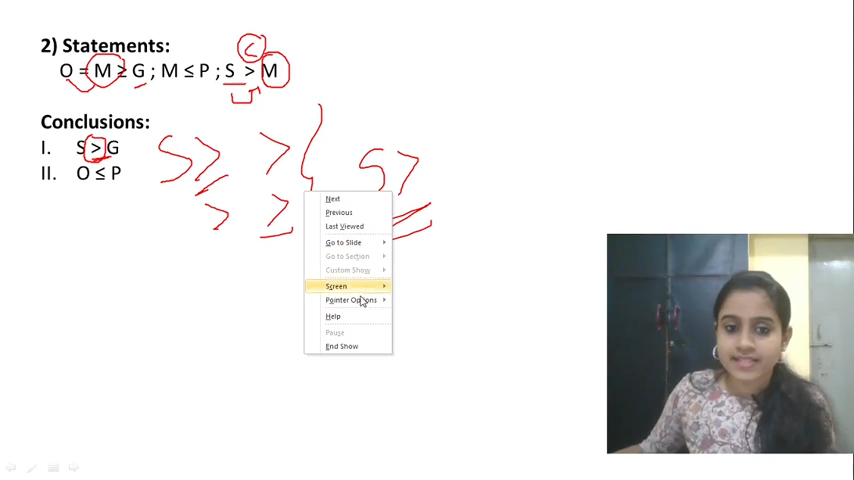 2) Statements:
<
O = M ≥ G ; M ≤ P ; S > M
Conclusions:
I. S > G
S ≥ > S >
II. O ≤ P
> ≥
Next
Previous
Last Viewed
Go to Slide
Go to Section
Custom Show
Screen
Pointer Options
Help
Pause
End Show